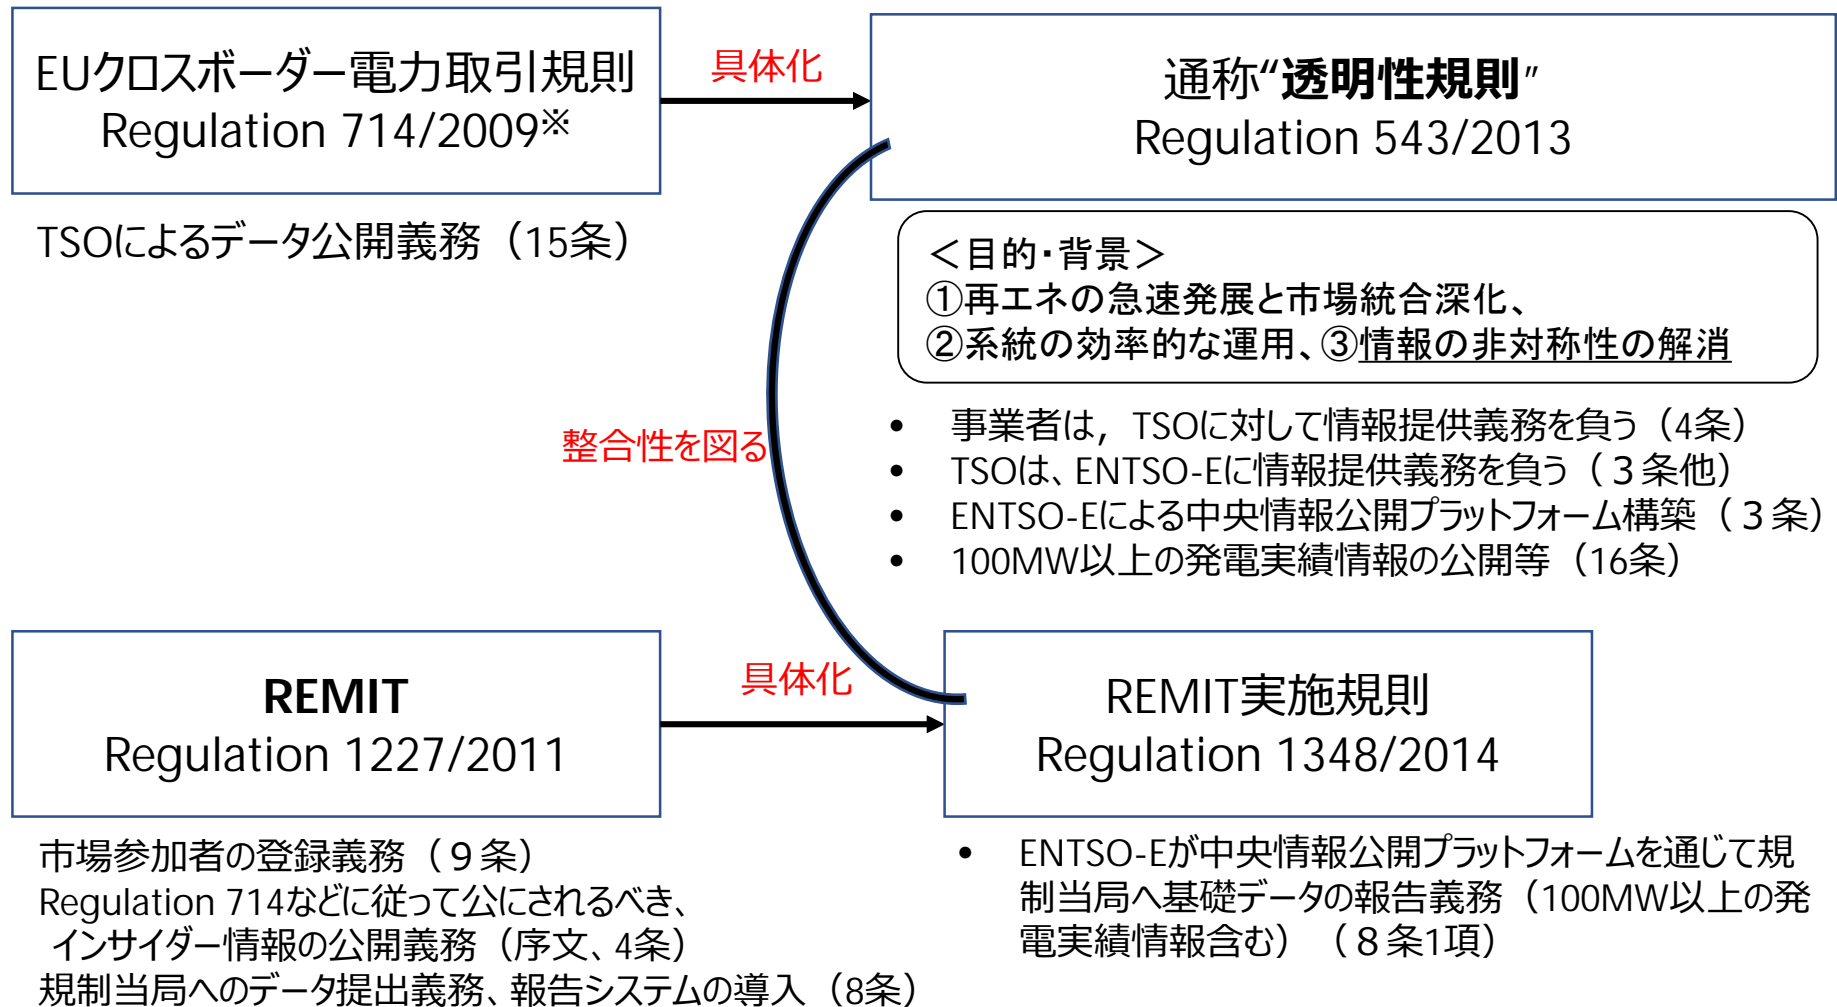 EUクロスボーダー電力取引規則
Regulation 714/2009※
具体化
通称“透明性規則”
Regulation 543/2013
TSOによるデータ公開義務（15条）
＜目的・背景＞
①再エネの急速発展と市場統合深化、
②系統の効率的な運用、③情報の非対称性の解消
整合性を図る
• 事業者は，TSOに対して情報提供義務を負う（4条）
• TSOは、ENTSO-Eに情報提供義務を負う（３条他）
• ENTSO-Eによる中央情報公開プラットフォーム構築（３条）
• 100MW以上の発電実績情報の公開等（16条）
REMIT
Regulation 1227/2011
具体化
REMIT実施規則
Regulation 1348/2014
市場参加者の登録義務（９条）
Regulation 714などに従って公にされるべき、
インサイダー情報の公開義務（序文、4条）
規制当局へのデータ提出義務、報告システムの導入（8条）
• ENTSO-Eが中央情報公開プラットフォームを通じて規
制当局へ基礎データの報告義務（100MW以上の発
電実績情報含む）（８条1項）